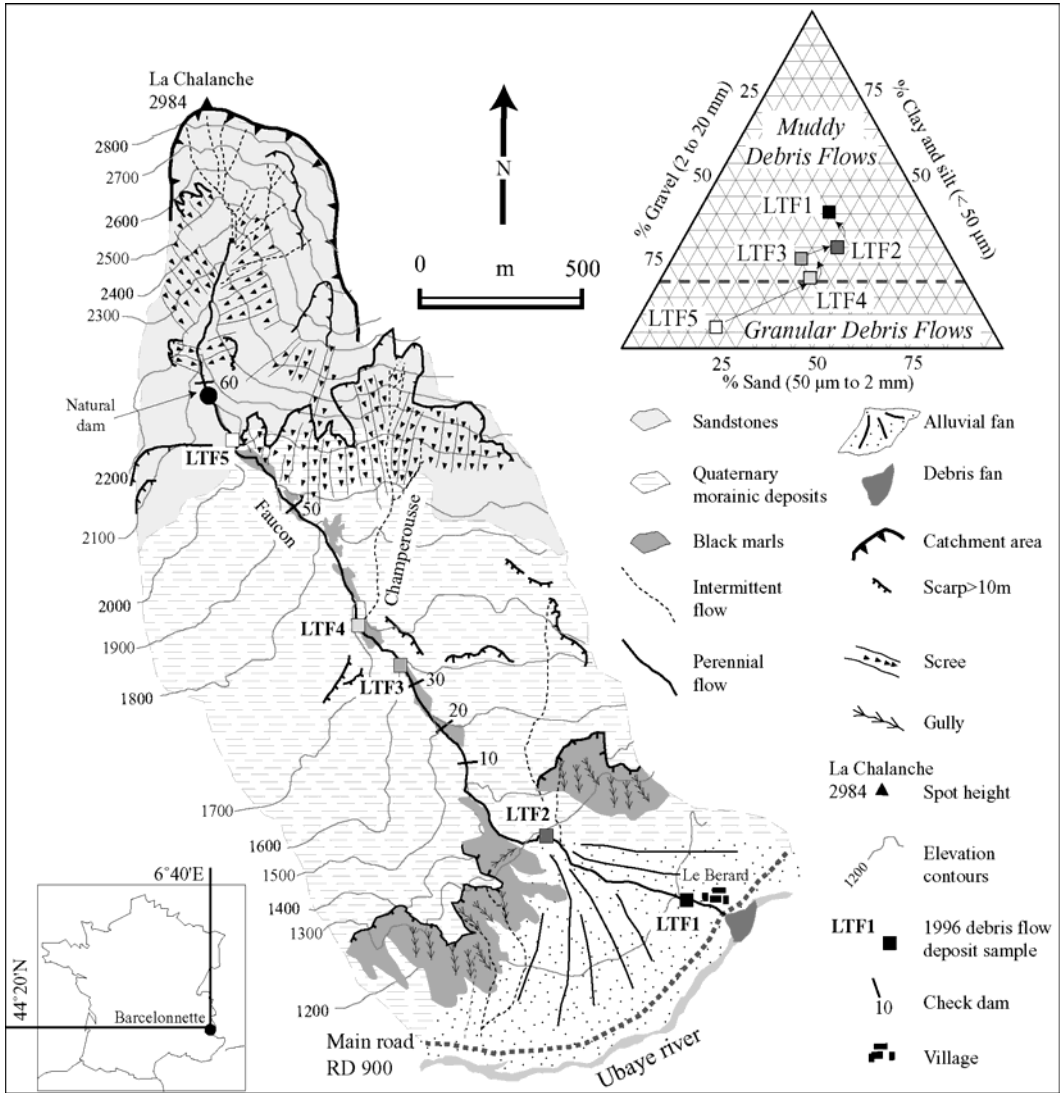 La Chalanche
2984
2800
2700
2600
2500
2400
2300
Natural
dam
60
LTF5
2200
2100
50
Faucon
Champerousse
2000
1900
LTF4
1800
LTF3
30
20
10
1700
LTF2
1600
1500
1400
1300
1200
Le Berard
LTF1
Main road
RD 900
Ubaye river
N
0 m 500
6°40'E
44°20'N
Barcelonnette
25
75
% Gravel (2 to 20 mm)
% Clay and silt (< 50 µm)
Muddy
Debris Flows
50
50
LTF1
LTF3
LTF2
75
25
LTF4
LTF5
Granular Debris Flows
25
50
75
% Sand (50 µm to 2 mm)
Sandstones
Quaternary
morainic deposits
Black marls
Intermittent
flow
Perennial
flow
Alluvial fan
Debris fan
Catchment area
Scarp>10m
Scree
Gully
La Chalanche
2984
Spot height
1200
Elevation
contours
LTF1
1996 debris flow
deposit sample
10
Check dam
Village